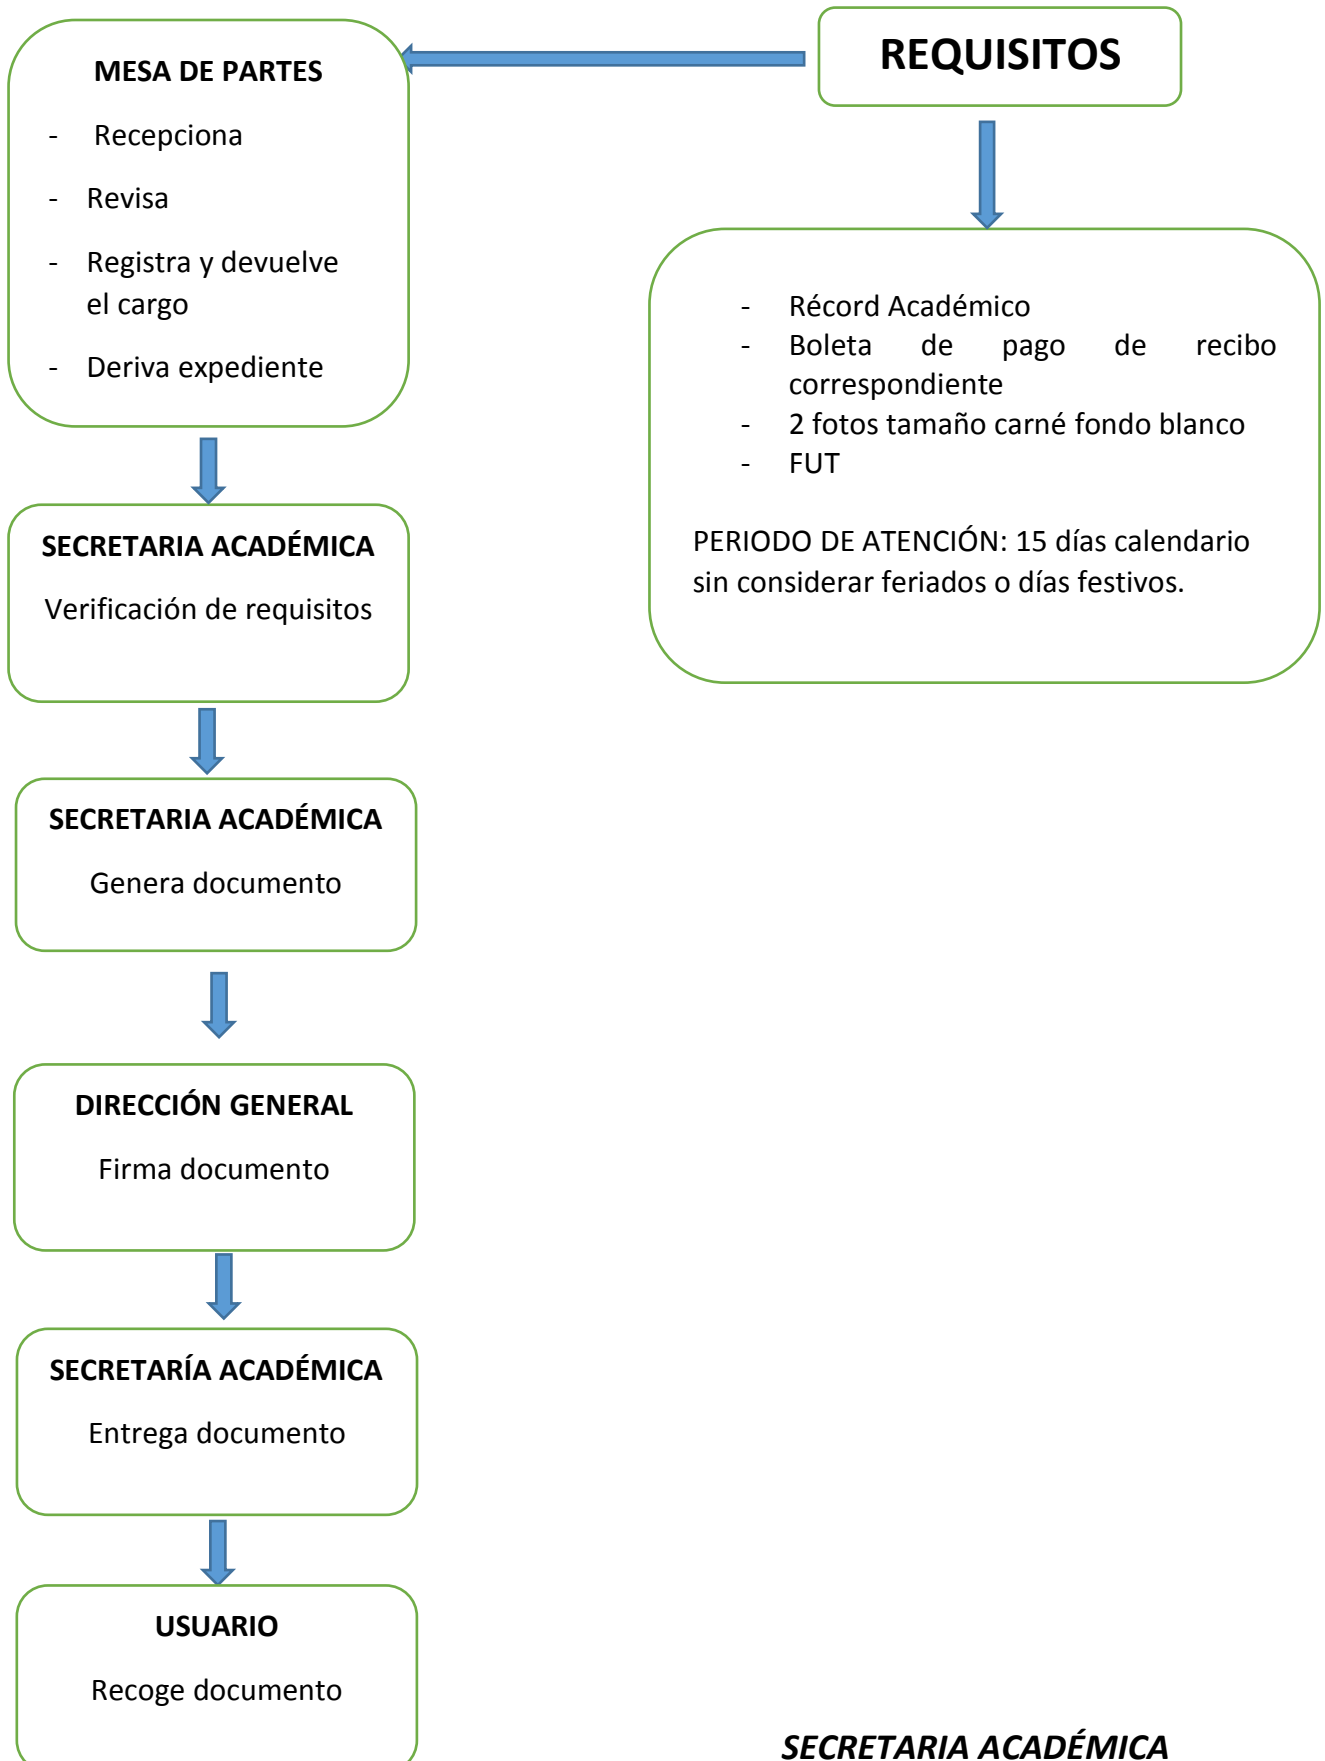 REQUISITOS
MESA DE PARTES
- Recepciona
- Revisa
- Registra y devuelve
el cargo
- Deriva expediente
- Récord Académico
- Boleta de pago de recibo
correspondiente
- 2 fotos tamaño carné fondo blanco
- FUT
PERIODO DE ATENCIÓN: 15 días calendario
sin considerar feriados o días festivos.
SECRETARIA ACADÉMICA
Verificación de requisitos
SECRETARIA ACADÉMICA
Genera documento
DIRECCIÓN GENERAL
Firma documento
SECRETARÍA ACADÉMICA
Entrega documento
USUARIO
Recoge documento
SECRETARIA ACADÉMICA